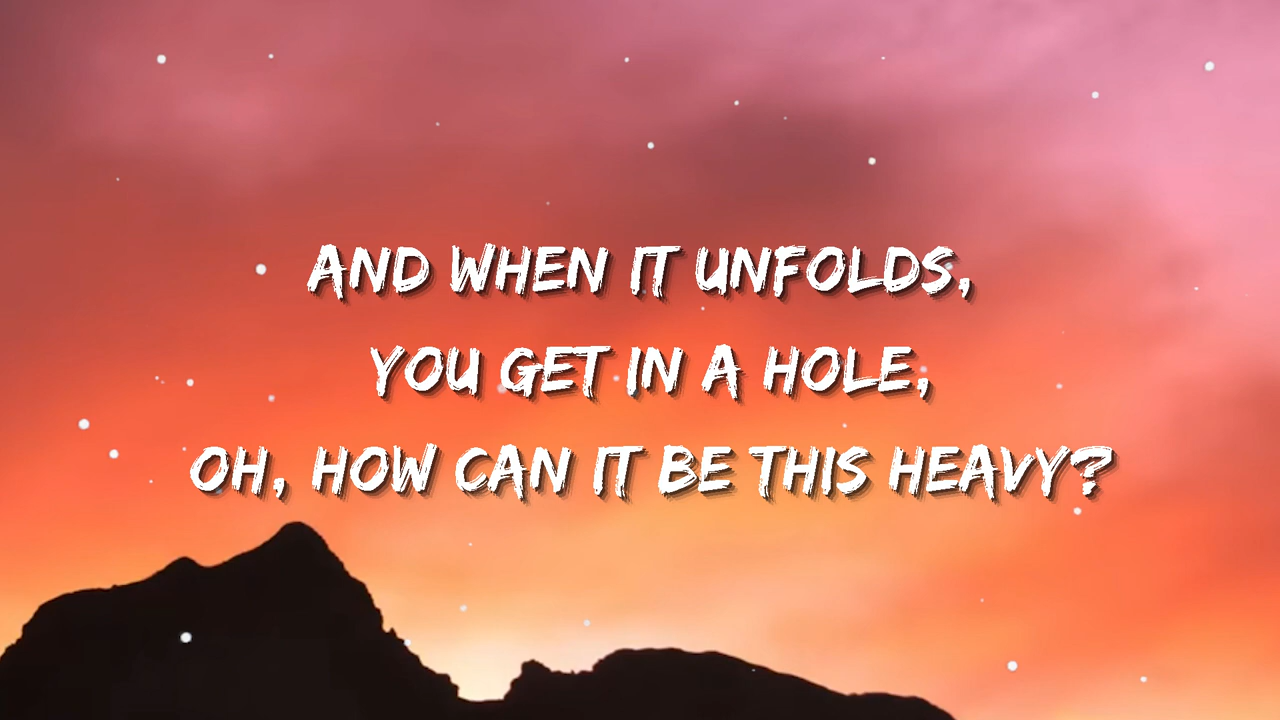 AND WHEN IT UNFOLDS,
YOU GET IN A HOLE,
OH, HOW CAN IT BE THIS HEAVY?